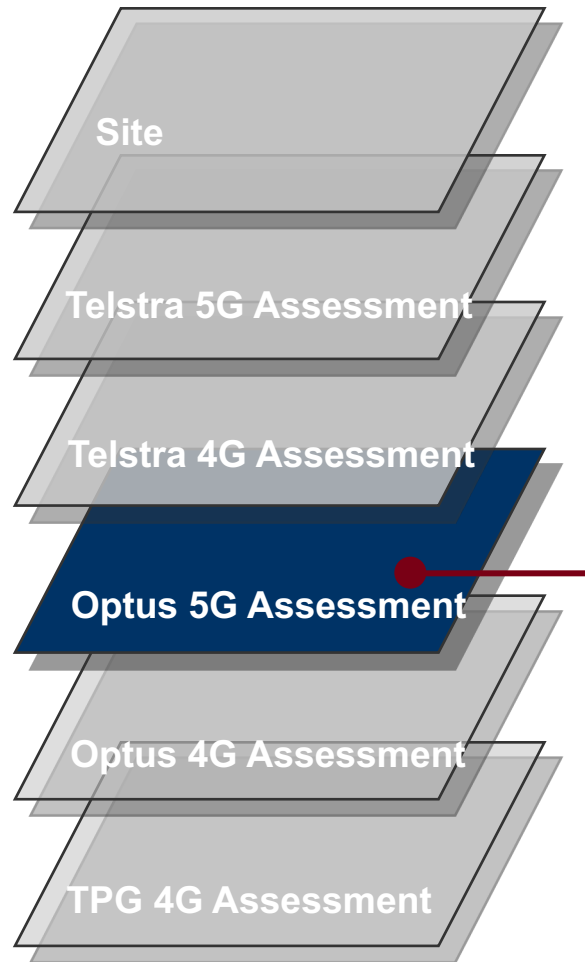 Site
Telstra 5G Assessment
Telstra 4G Assessment
Optus 5G Assessment
Optus 4G Assessment
TPG 4G Assessment